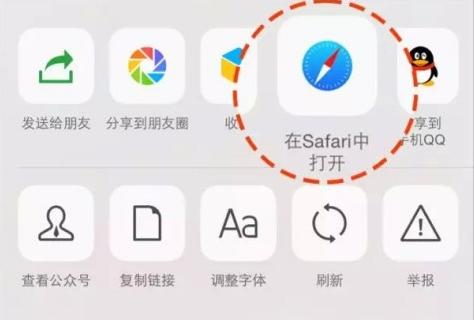 发送给朋友
分享到朋友圈
收
在Safari中
打开
享到
手机QQ
查看公众号
复制链接
Aa
调整字体
刷新
举报